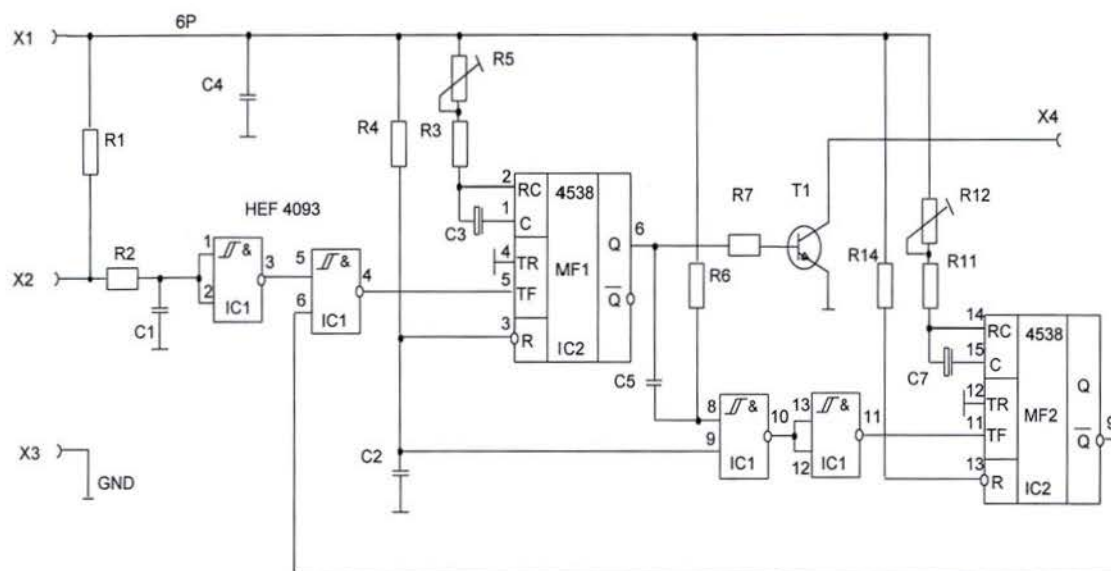 6P
X1
R5
C4
R4
R3
X4
R1
2 RC 4538
R7 T1
R12
HEF 4093
1 C
C3
Q 6
4 TR
MF1
R2
1 & 3
5 & 4
5 TF
Q
R6
R14
R11
X2
2 IC1
6 IC1
3 R IC2
14 RC 4538
C1
15 C
C5
C7
Q
12 TR
MF2
8 & 10
13 & 11
11 TF
Q 9
X3
C2
9 IC1
12 IC1
13 R IC2
GND